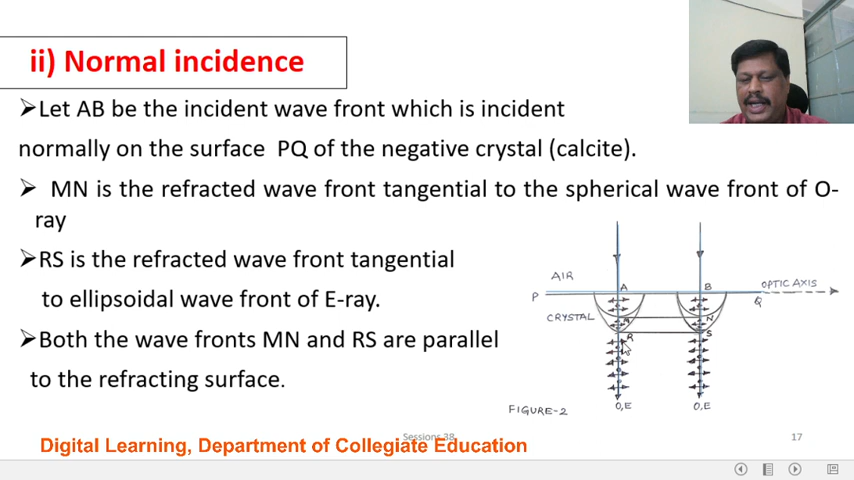 ii) Normal incidence
➢Let AB be the incident wave front which is incident
normally on the surface PQ of the negative crystal (calcite).
➢ MN is the refracted wave front tangential to the spherical wave front of O-
ray
➢RS is the refracted wave front tangential
to ellipsoidal wave front of E-ray.
➢Both the wave fronts MN and RS are parallel
to the refracting surface.
AIR
A
B
OPTIC AXIS
P
Q
CRYSTAL
M
N
R
S
O,E
O,E
FIGURE-2
Sessions 38
17
Digital Learning, Department of Collegiate Education